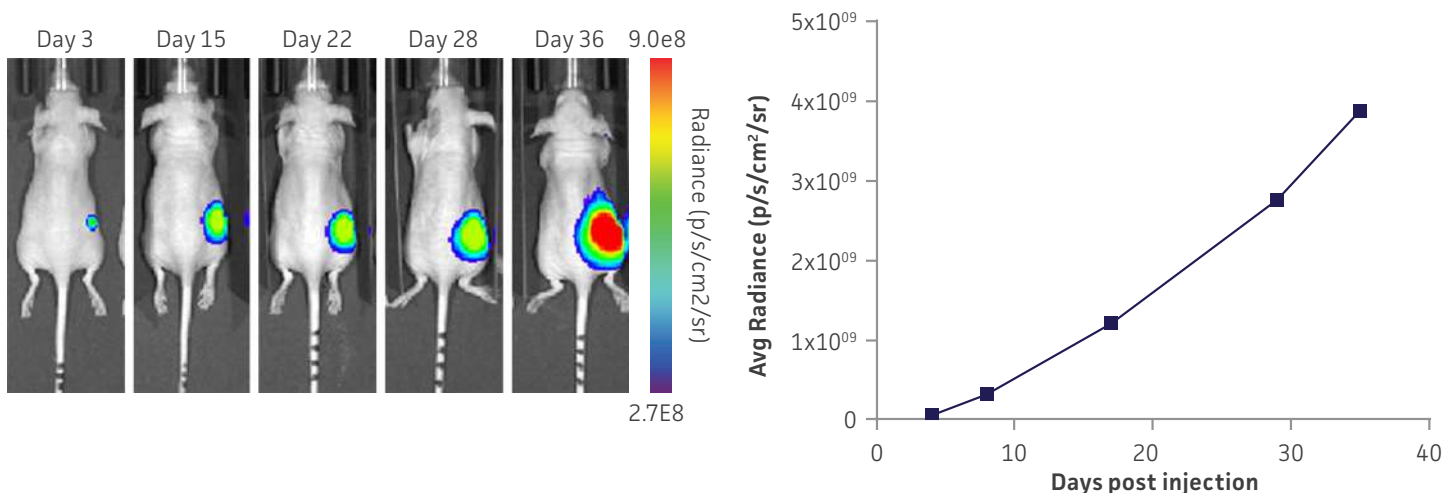 Day 3 Day 15 Day 22 Day 28 Day 36 9.0e8
Radiance (p/s/cm2/sr)
2.7E8
5x10⁰⁹
4x10⁰⁹
3x10⁰⁹
2x10⁰⁹
1x10⁰⁹
0
Avg Radiance (p/s/cm²/sr)
0 10 20 30 40
Days post injection